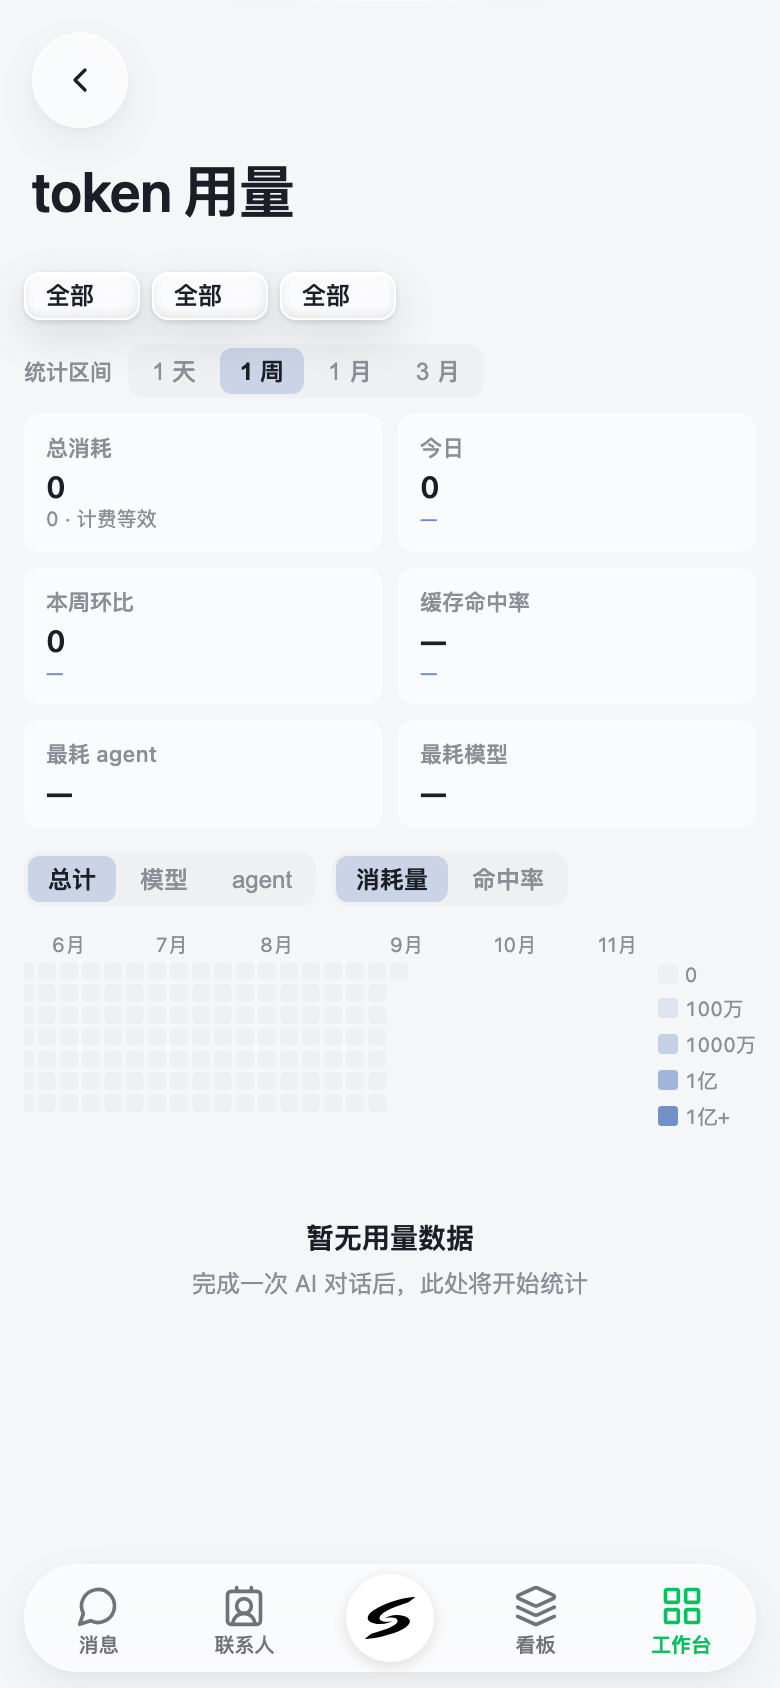 token 用量
全部 全部 全部
统计区间 1 天 1 周 1 月 3 月
总消耗
0
0 · 计费等效
今日
0
—
本周环比
0
—
缓存命中率
—
—
最耗 agent
—
最耗模型
—
总计 模型 agent 消耗量 命中率
6月 7月 8月 9月 10月 11月
0
100万
1000万
1亿
1亿+
暂无用量数据
完成一次 AI 对话后，此处将开始统计
消息 联系人 看板 工作台